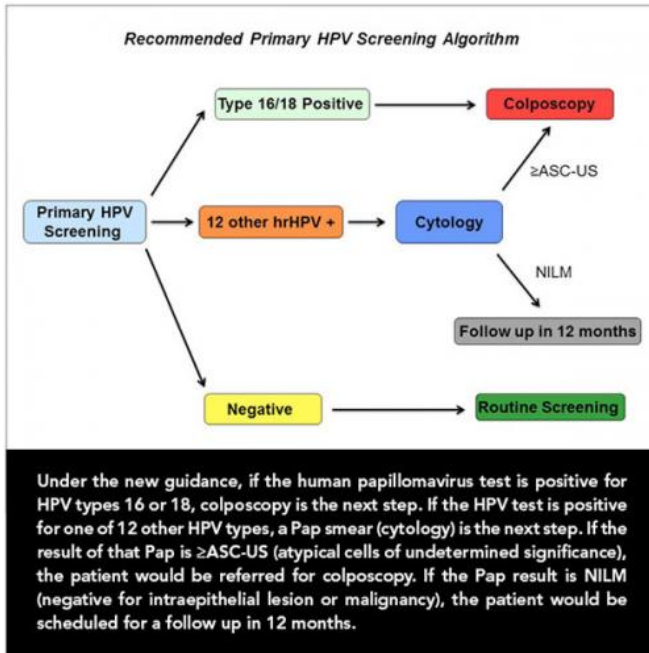 Recommended Primary HPV Screening Algorithm
Type 16/18 Positive
Colposcopy
≥ASC-US
Primary HPV
Screening
12 other hrHPV +
Cytology
NILM
Follow up in 12 months
Negative
Routine Screening
Under the new guidance, if the human papillomavirus test is positive for
HPV types 16 or 18, colposcopy is the next step. If the HPV test is positive
for one of 12 other HPV types, a Pap smear (cytology) is the next step. If the
result of that Pap is ≥ASC-US (atypical cells of undetermined significance),
the patient would be referred for colposcopy. If the Pap result is NILM
(negative for intraepithelial lesion or malignancy), the patient would be
scheduled for a follow up in 12 months.